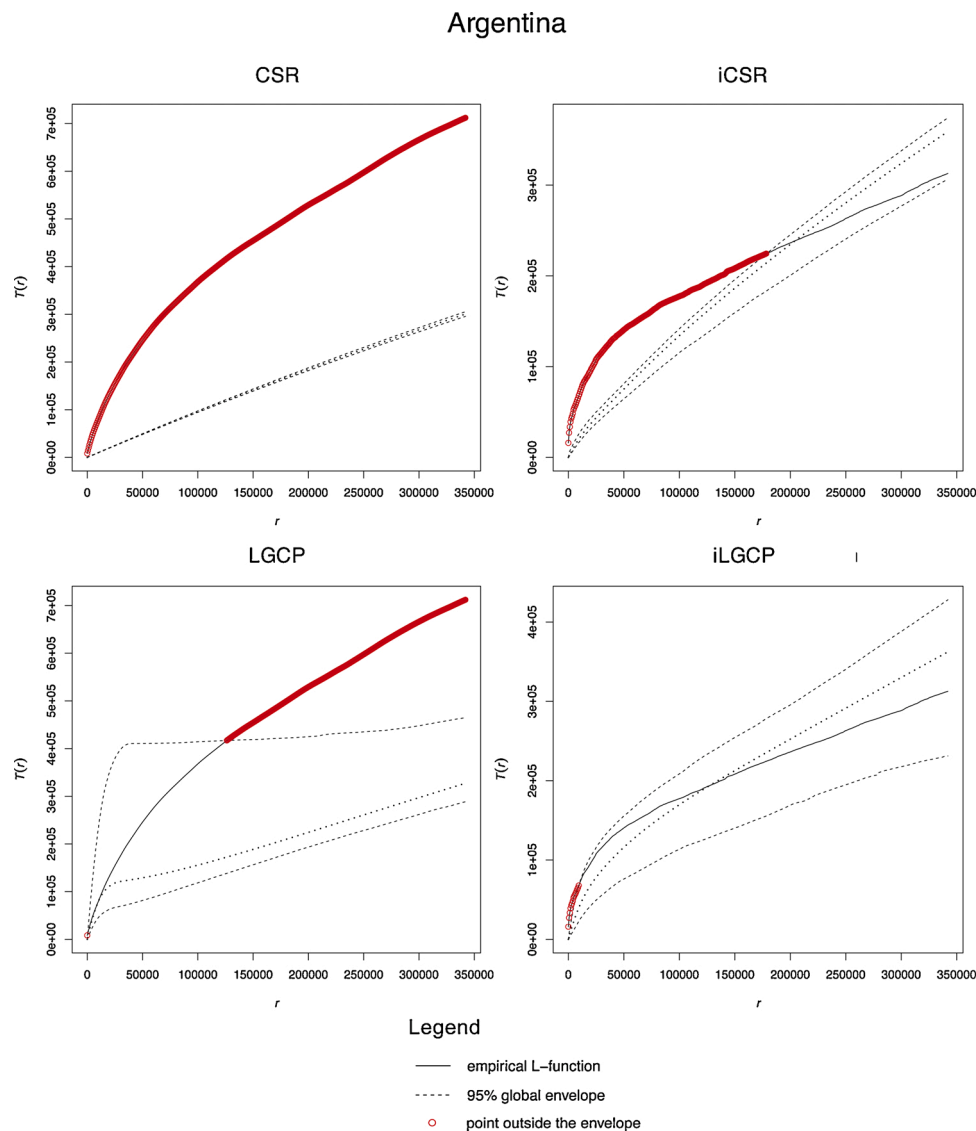 Argentina
CSR
iCSR
T(r)
0e+00 1e+05 2e+05 3e+05 4e+05 5e+05 6e+05 7e+05
0 50000 100000 150000 200000 250000 300000 350000
r
T(r)
0e+00 1e+05 2e+05 3e+05
0 50000 100000 150000 200000 250000 300000 350000
r
LGCP
iLGCP
T(r)
0e+00 1e+05 2e+05 3e+05 4e+05 5e+05 6e+05 7e+05
0 50000 100000 150000 200000 250000 300000 350000
r
T(r)
0e+00 1e+05 2e+05 3e+05 4e+05
0 50000 100000 150000 200000 250000 300000 350000
r
Legend
empirical L-function
95% global envelope
point outside the envelope